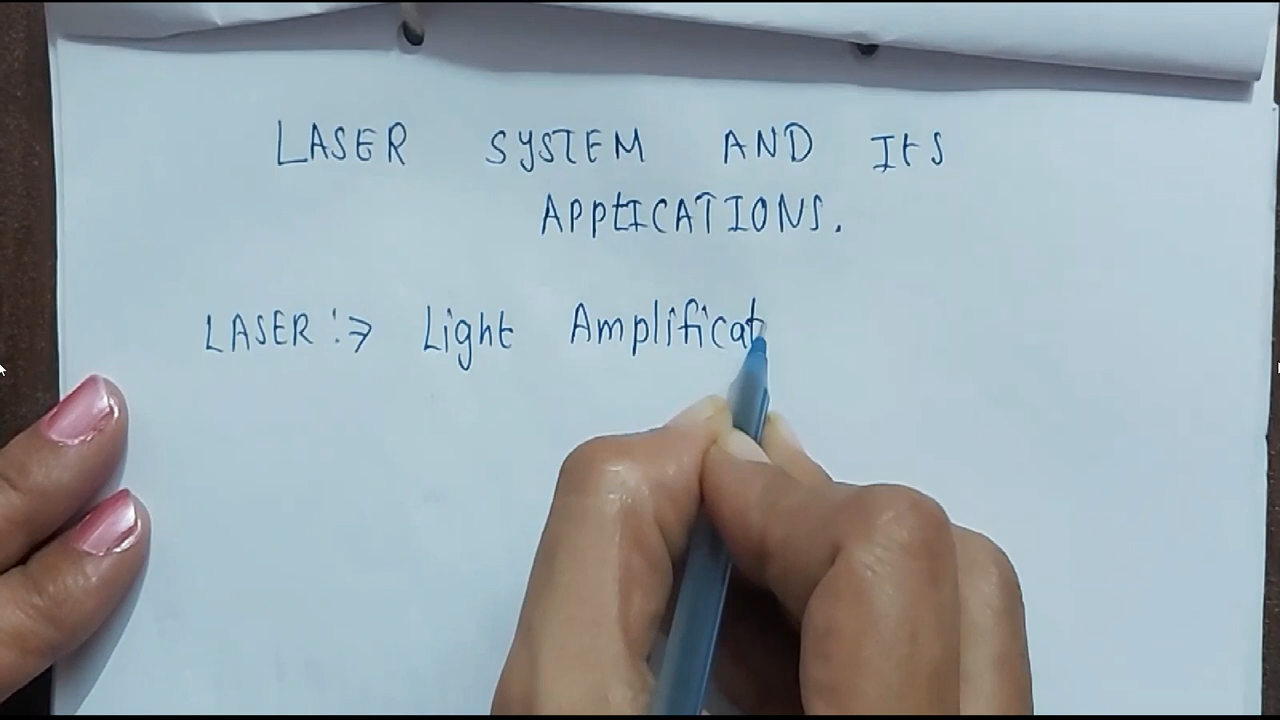 LASER SYSTEM AND ItS
APPLICATIONS.
LASER :→ Light Amplificat